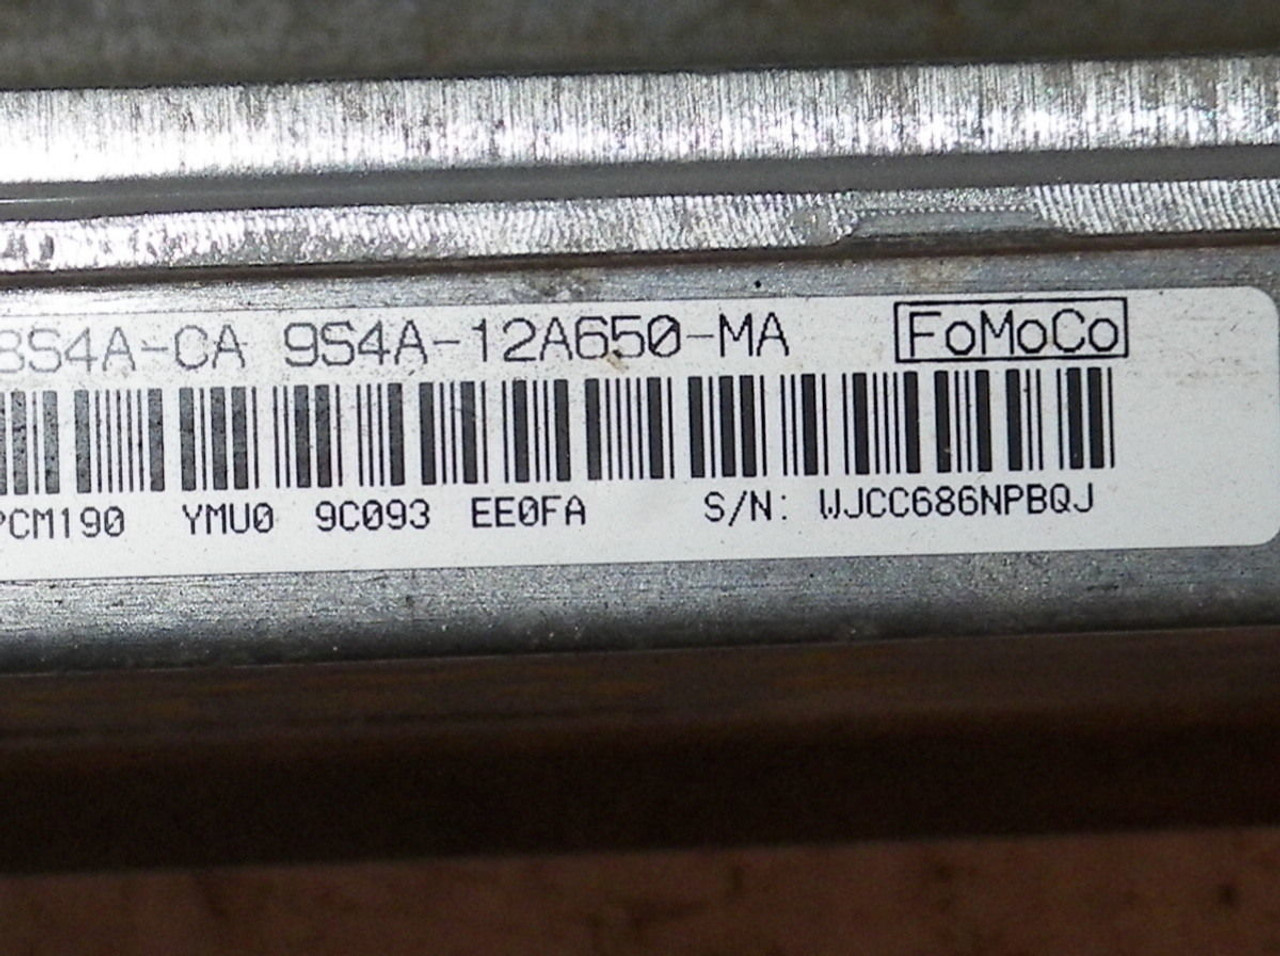 8S4A-CA 9S4A-12A650-MA FoMoCo
PCM190 YMU0 9C093 EE0FA S/N: WJCC686NPBQJ